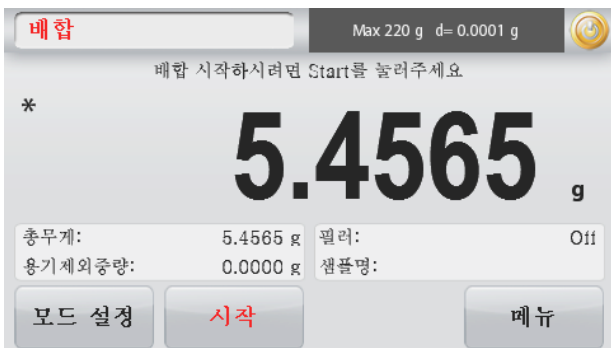 배합
Max 220 g d= 0.0001 g
배합 시작하시려면 Start를 눌러주세요
*
5.4565 g
총무게: 5.4565 g 필러: Off
용기제외중량: 0.0000 g 샘플명:
모드 설정 시작 메뉴